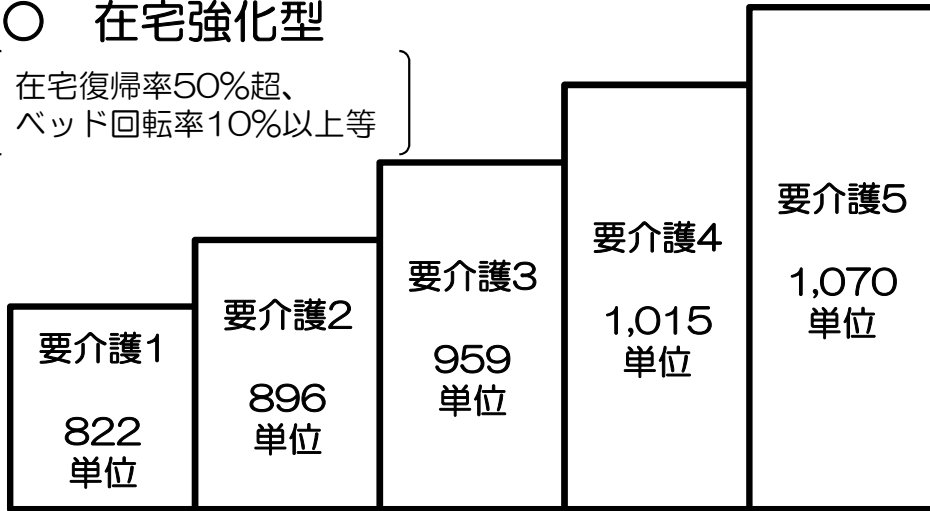 ○ 在宅強化型
在宅復帰率50%超、
ベッド回転率10%以上等
要介護1
822
単位
要介護2
896
単位
要介護3
959
単位
要介護4
1,015
単位
要介護5
1,070
単位